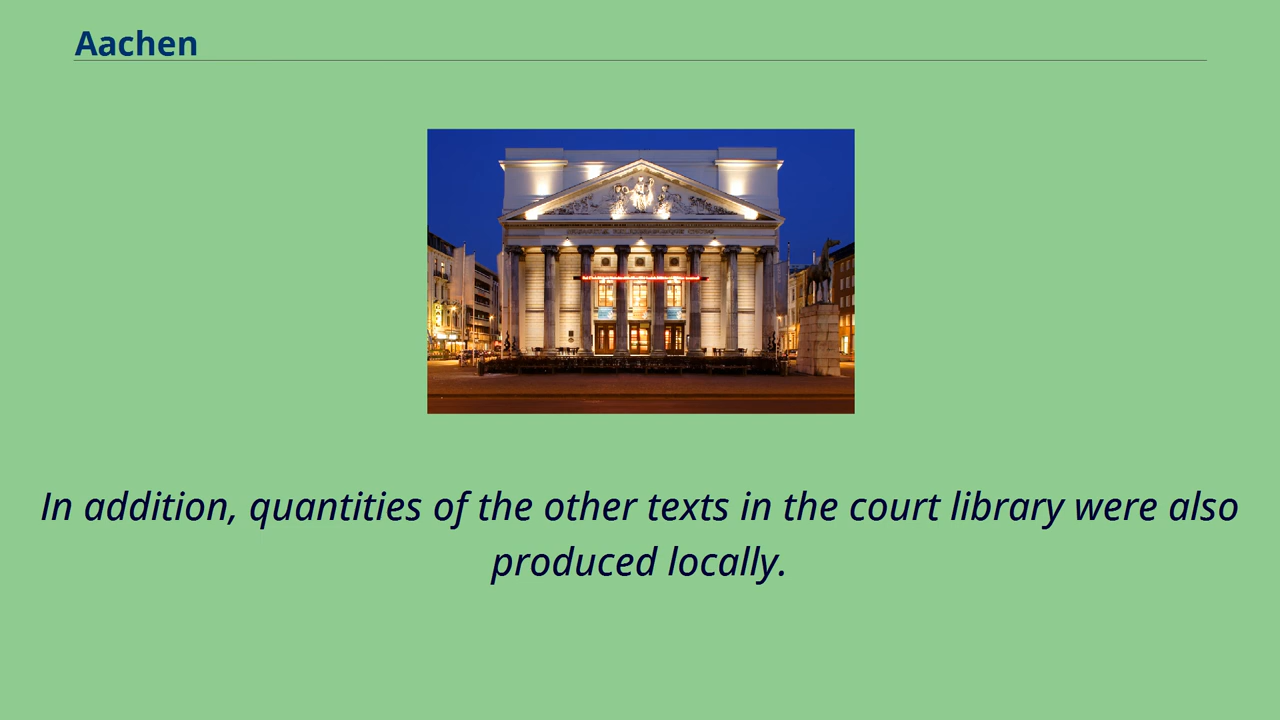 Aachen
In addition, quantities of the other texts in the court library were also
produced locally.